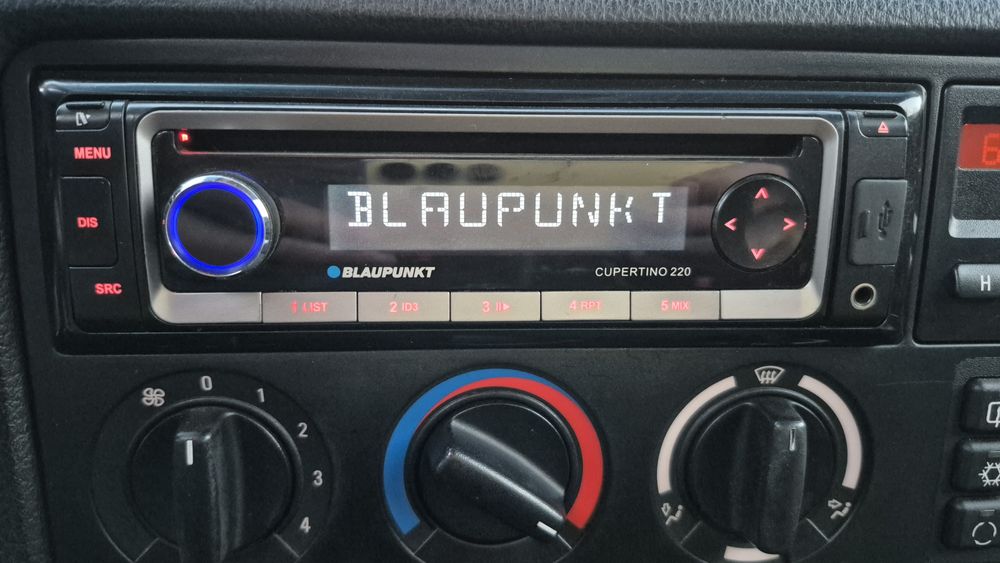 MENU
DIS
SRC
BLAUPUNKT
BLAUPUNKT
CUPERTINO 220
1 LIST
2 ID3
3
4 RPT
5 MIX
6
H
0
1
2
3
4